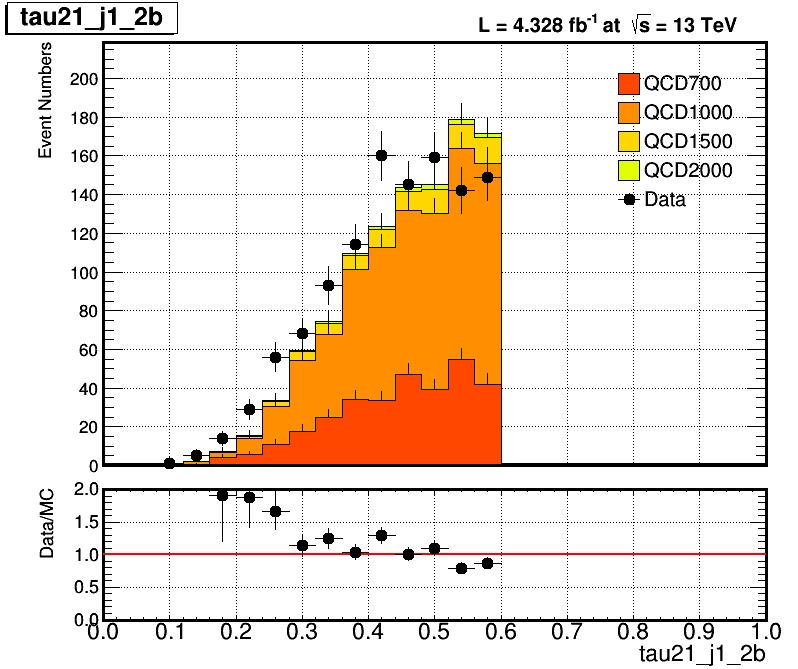 tau21_j1_2b
L = 4.328 fb⁻¹ at √s = 13 TeV
Event Numbers
200
180
160
140
120
100
80
60
40
20
0
QCD700
QCD1000
QCD1500
QCD2000
Data
Data/MC
2.0
1.5
1.0
0.5
0.0
0.0 0.1 0.2 0.3 0.4 0.5 0.6 0.7 0.8 0.9 1.0
tau21_j1_2b